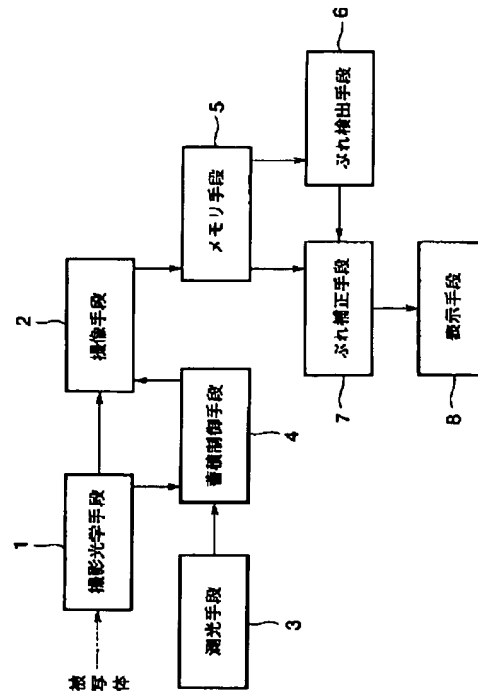 被写体
1
撮影光学手段
2
撮像手段
3
測光手段
4
蓄積制御手段
5
メモリ手段
6
ぶれ検出手段
7
ぶれ補正手段
8
表示手段